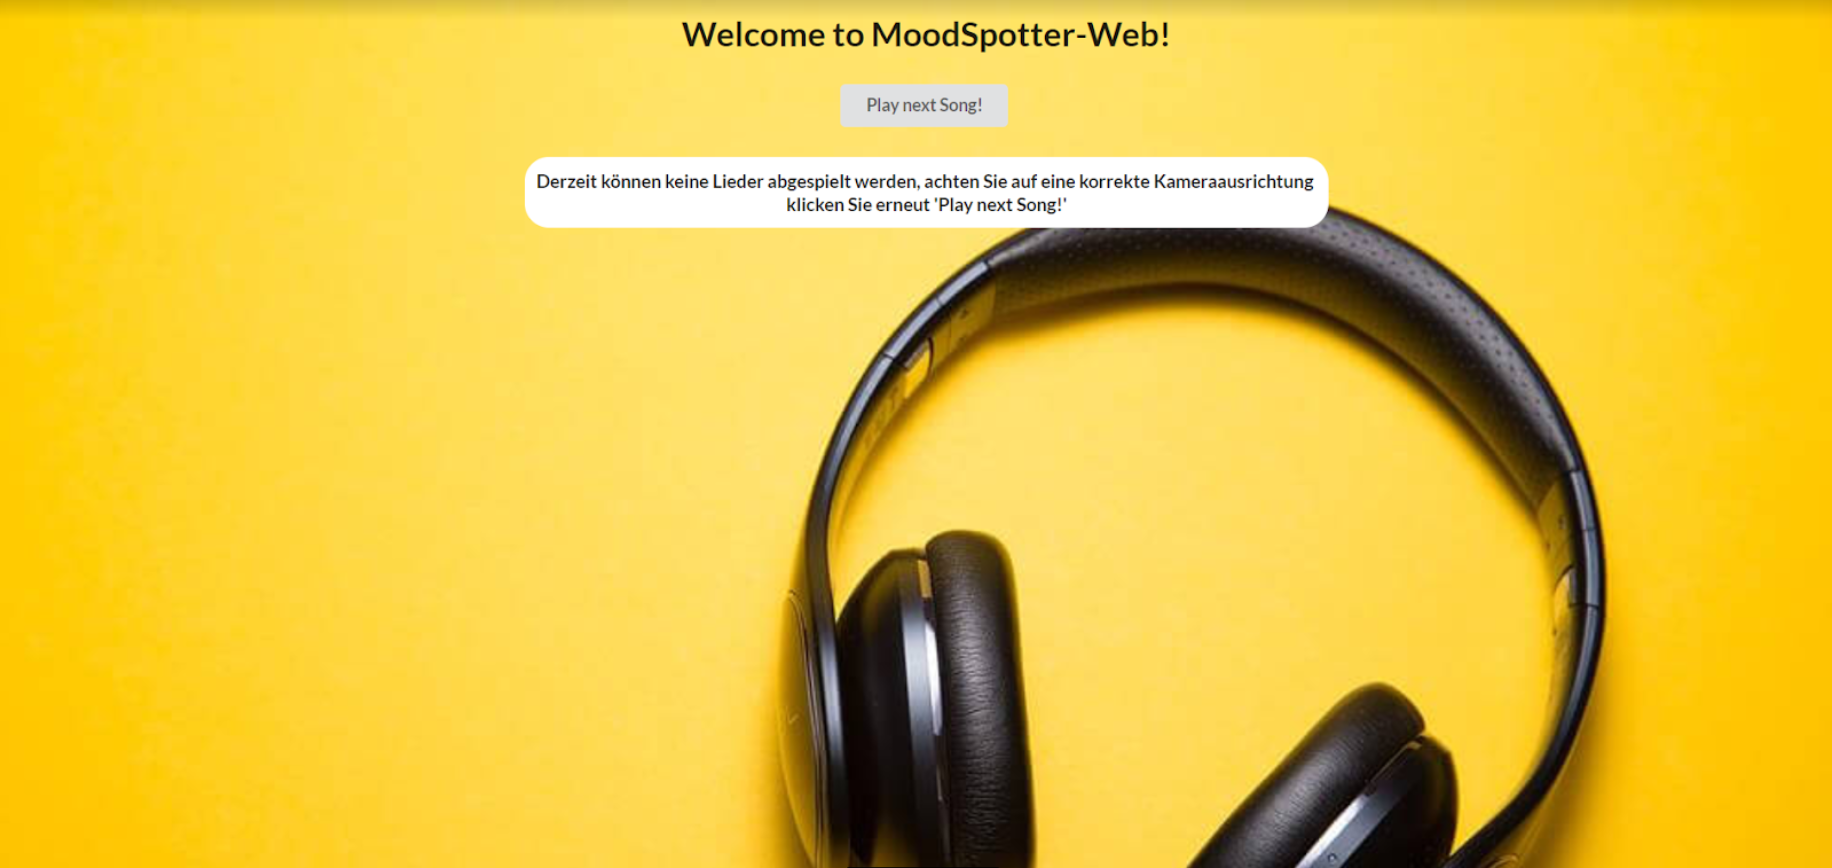 Welcome to MoodSpotter-Web!
Play next Song!
Derzeit können keine Lieder abgespielt werden, achten Sie auf eine korrekte Kameraausrichtung
klicken Sie erneut 'Play next Song!'